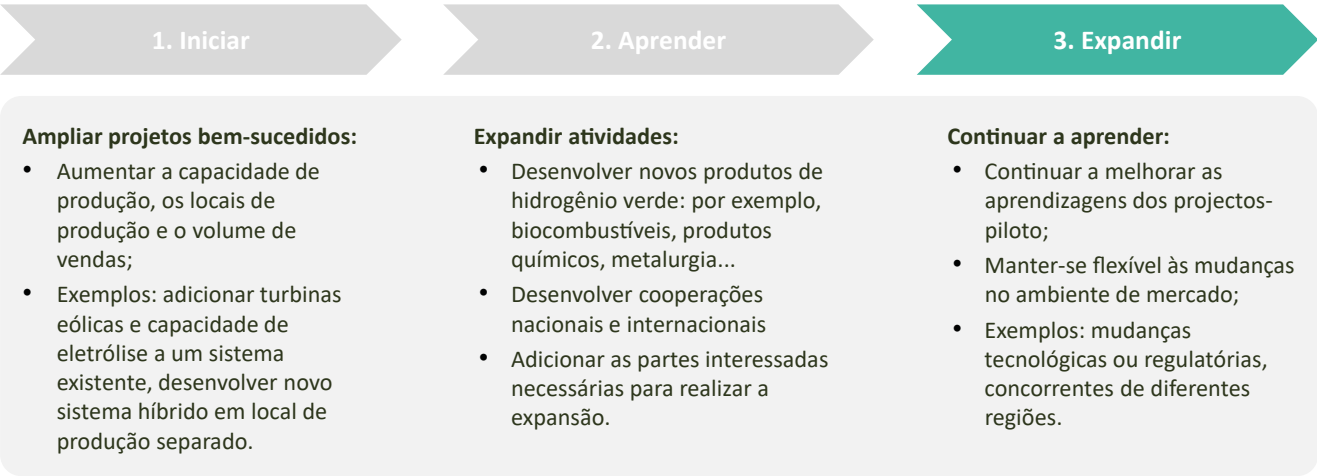 1. Iniciar
2. Aprender
3. Expandir
Ampliar projetos bem-sucedidos:
• Aumentar a capacidade de
produção, os locais de
produção e o volume de
vendas;
• Exemplos: adicionar turbinas
eólicas e capacidade de
eletrólise a um sistema
existente, desenvolver novo
sistema híbrido em local de
produção separado.
Expandir atividades:
• Desenvolver novos produtos de
hidrogênio verde: por exemplo,
biocombustíveis, produtos
químicos, metalurgia...
• Desenvolver cooperações
nacionais e internacionais
• Adicionar as partes interessadas
necessárias para realizar a
expansão.
Continuar a aprender:
• Continuar a melhorar as
aprendizagens dos projectos-
piloto;
• Manter-se flexível às mudanças
no ambiente de mercado;
• Exemplos: mudanças
tecnológicas ou regulatórias,
concorrentes de diferentes
regiões.